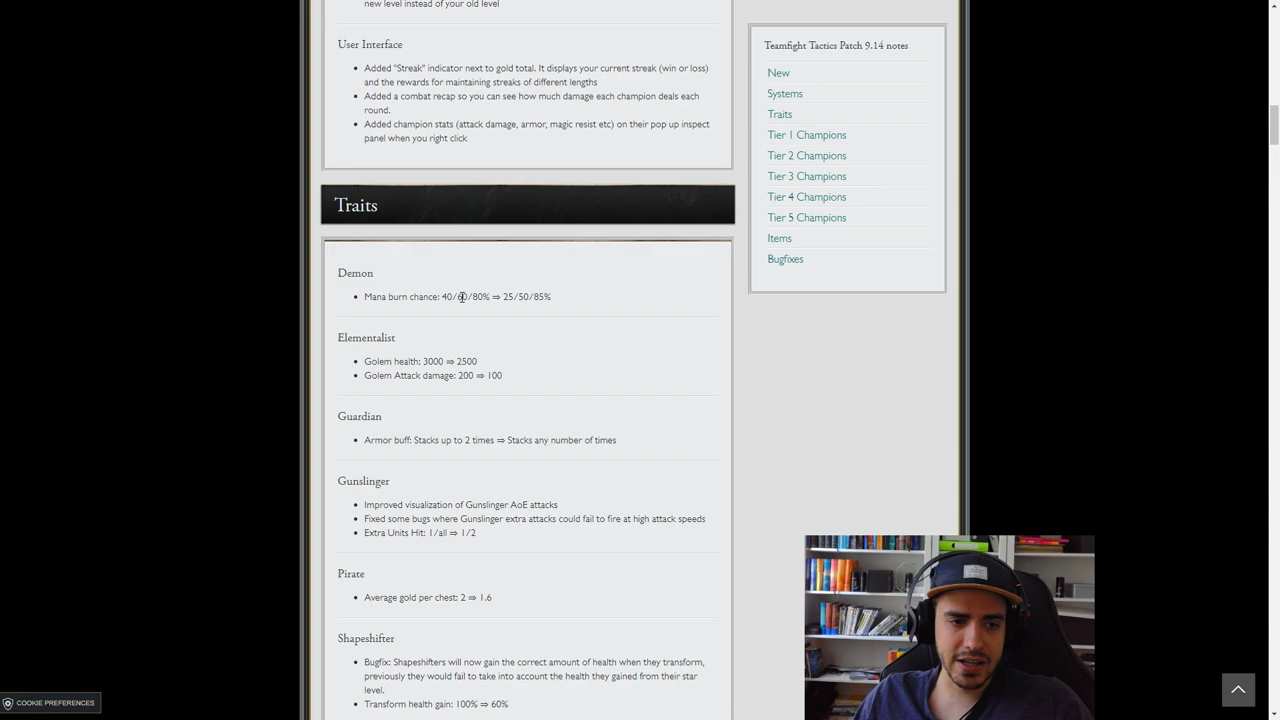 new level instead of your old level
User Interface
Added "Streak" indicator next to gold total. It displays your current streak (win or loss)
and the rewards for maintaining streaks of different lengths
Added a combat recap so you can see how much damage each champion deals each
round.
Added champion stats (attack damage, armor, magic resist etc) on their pop up inspect
panel when you right click
Traits
Demon
Mana burn chance: 40/60/80% ⇒ 25/50/85%
Elementalist
Golem health: 3000 ⇒ 2500
Golem Attack damage: 200 ⇒ 100
Guardian
Armor buff: Stacks up to 2 times ⇒ Stacks any number of times
Gunslinger
Improved visualization of Gunslinger AoE attacks
Fixed some bugs where Gunslinger extra attacks could fail to fire at high attack speeds
Extra Units Hit: 1/all ⇒ 1/2
Pirate
Average gold per chest: 2 ⇒ 1.6
Shapeshifter
Bugfix: Shapeshifters will now gain the correct amount of health when they transform,
previously they would fail to take into account the health they gained from their star
level.
Transform health gain: 100% ⇒ 60%
Teamfight Tactics Patch 9.14 notes
New
Systems
Traits
Tier 1 Champions
Tier 2 Champions
Tier 3 Champions
Tier 4 Champions
Tier 5 Champions
Items
Bugfixes
COOKIE PREFERENCES